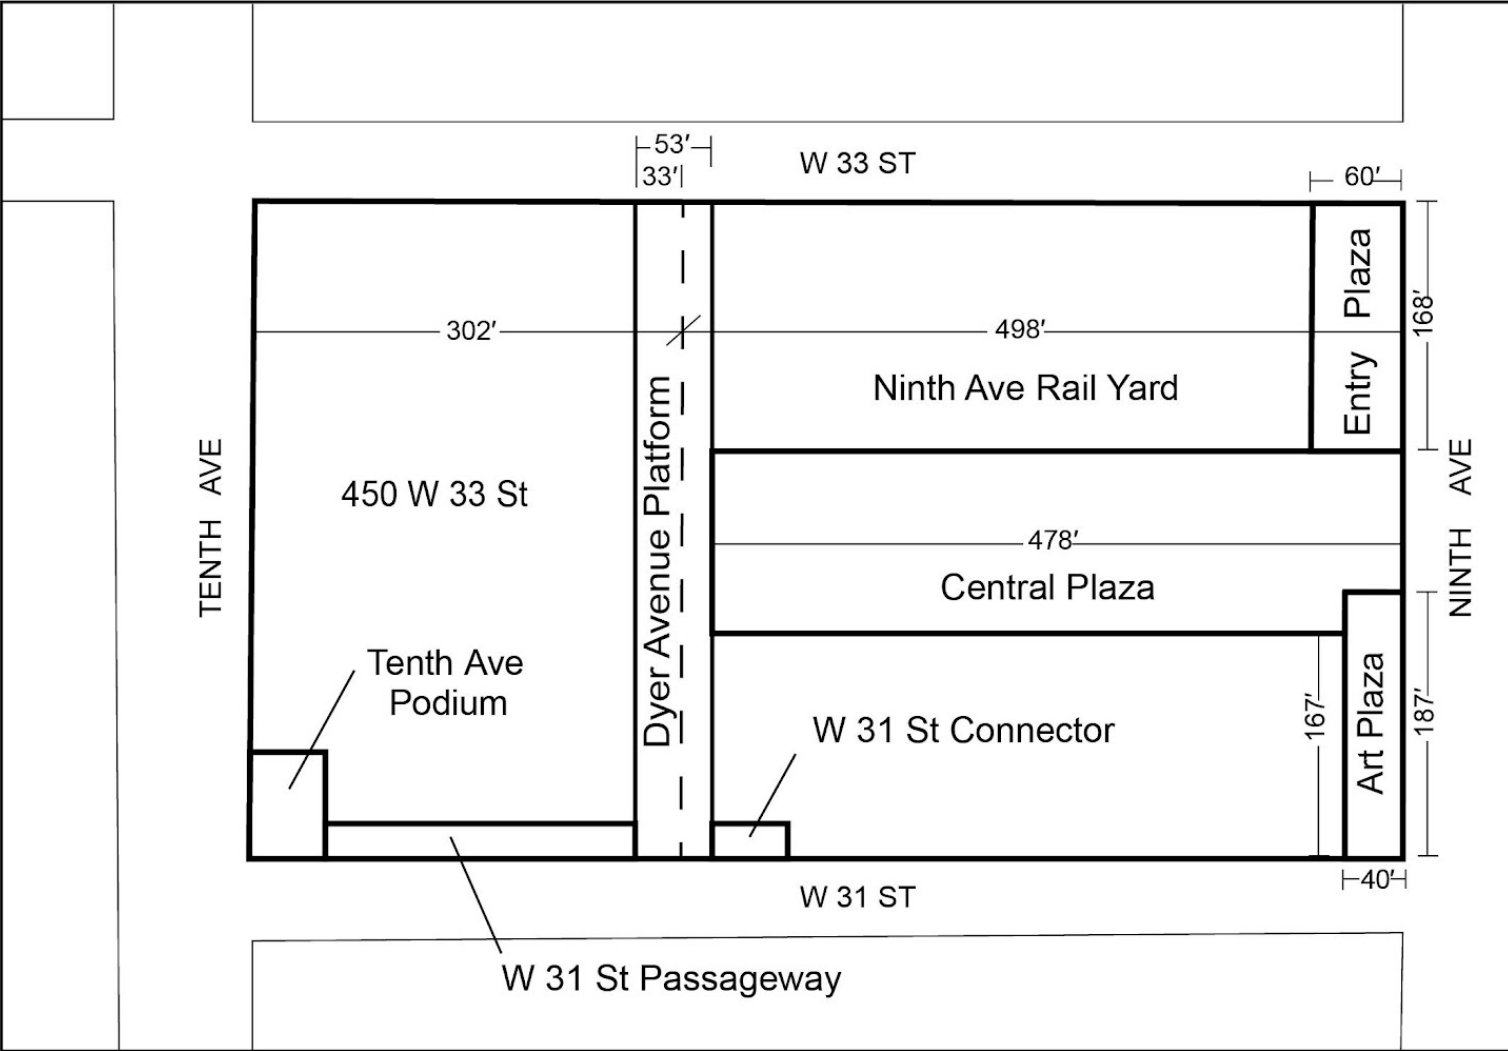 53′
33′
W 33 ST
60′
302′
498′
168′
Entry Plaza
Ninth Ave Rail Yard
TENTH AVE
450 W 33 St
Dyer Avenue Platform
NINTH AVE
478′
Central Plaza
Tenth Ave
Podium
W 31 St Connector
167′
Art Plaza
187′
W 31 ST
40′
W 31 St Passageway